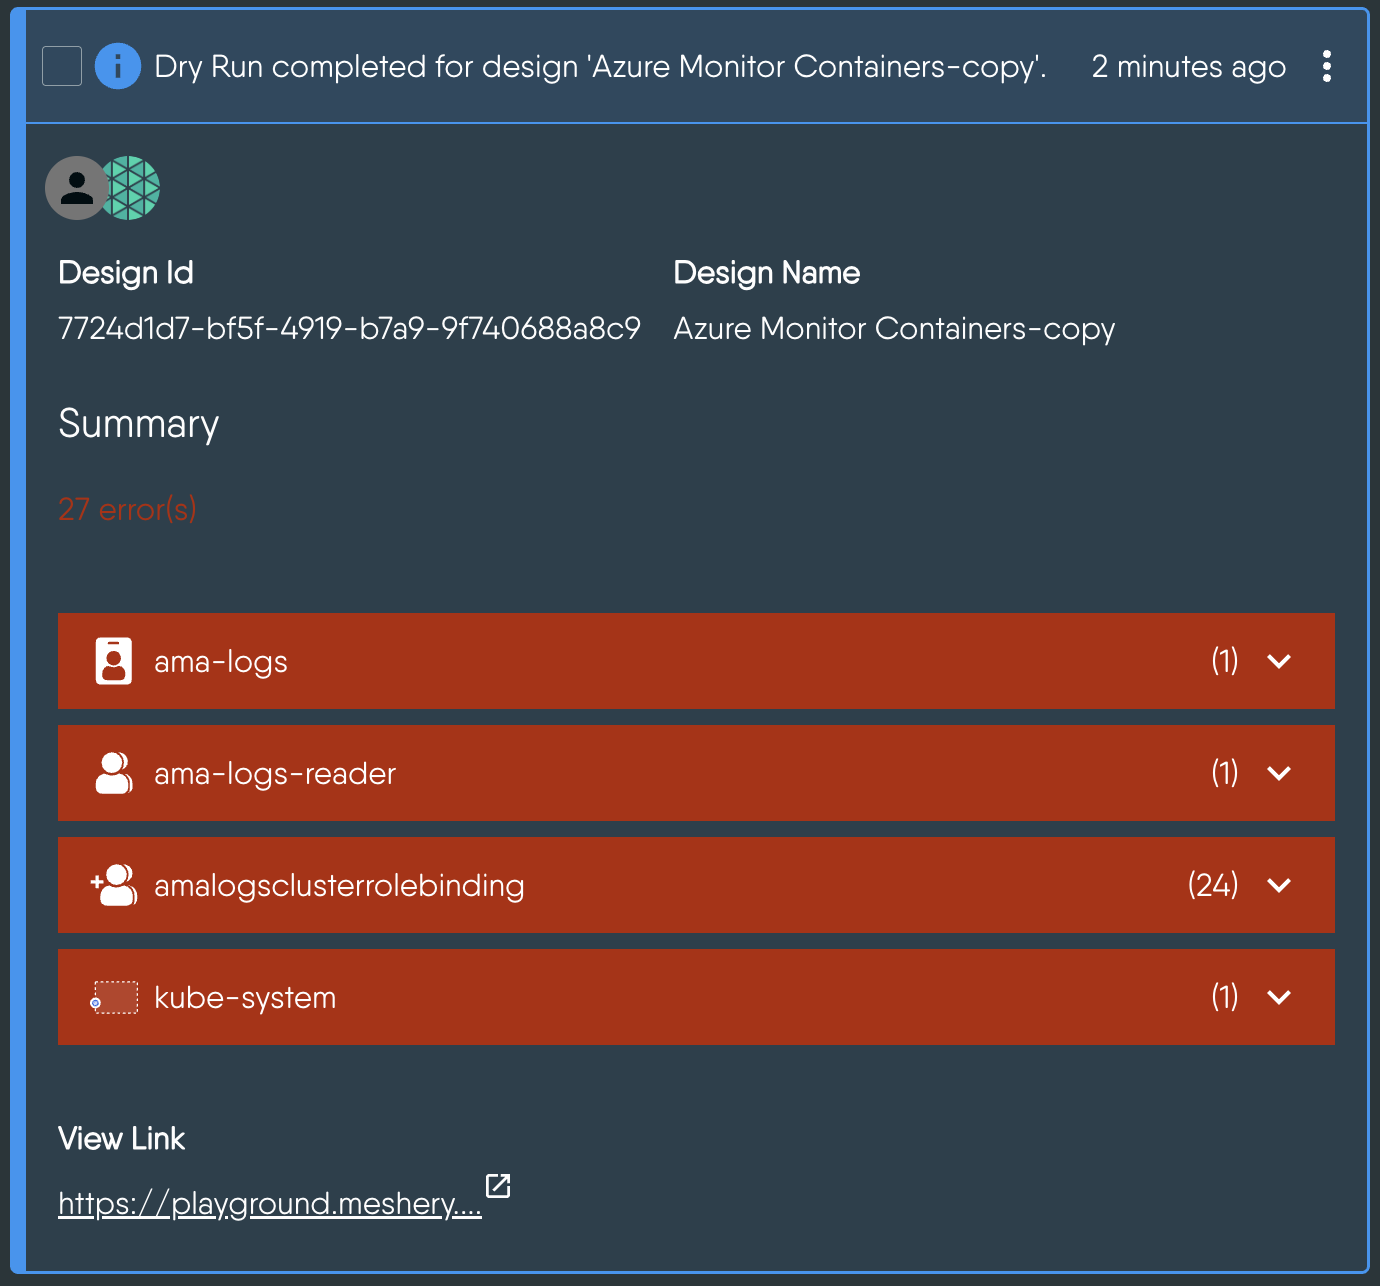 Dry Run completed for design 'Azure Monitor Containers-copy'. 2 minutes ago
Design Id Design Name
7724d1d7-bf5f-4919-b7a9-9f740688a8c9 Azure Monitor Containers-copy
Summary
27 error(s)
ama-logs (1)
ama-logs-reader (1)
amalogsclusterrolebinding (24)
kube-system (1)
View Link
https://playground.meshery....